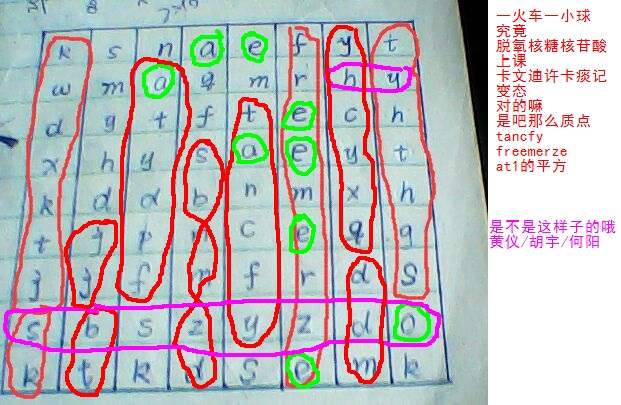 k s n a e f y t
w m a q m r h y
d y t f t e c h
x h y s a e y t
k d d b n m x h
t j p n c e q g
j j f m f r d s
s b s z y z d o
k t k d s e m k
一火车一小球
究竟
脱氧核糖核苷酸
上课
卡文迪许卡痰记
变态
对的嘛
是吧那么质点
tancfy
freemerze
at1的平方
是不是这样子的哦
黄仪/胡宇/何阳